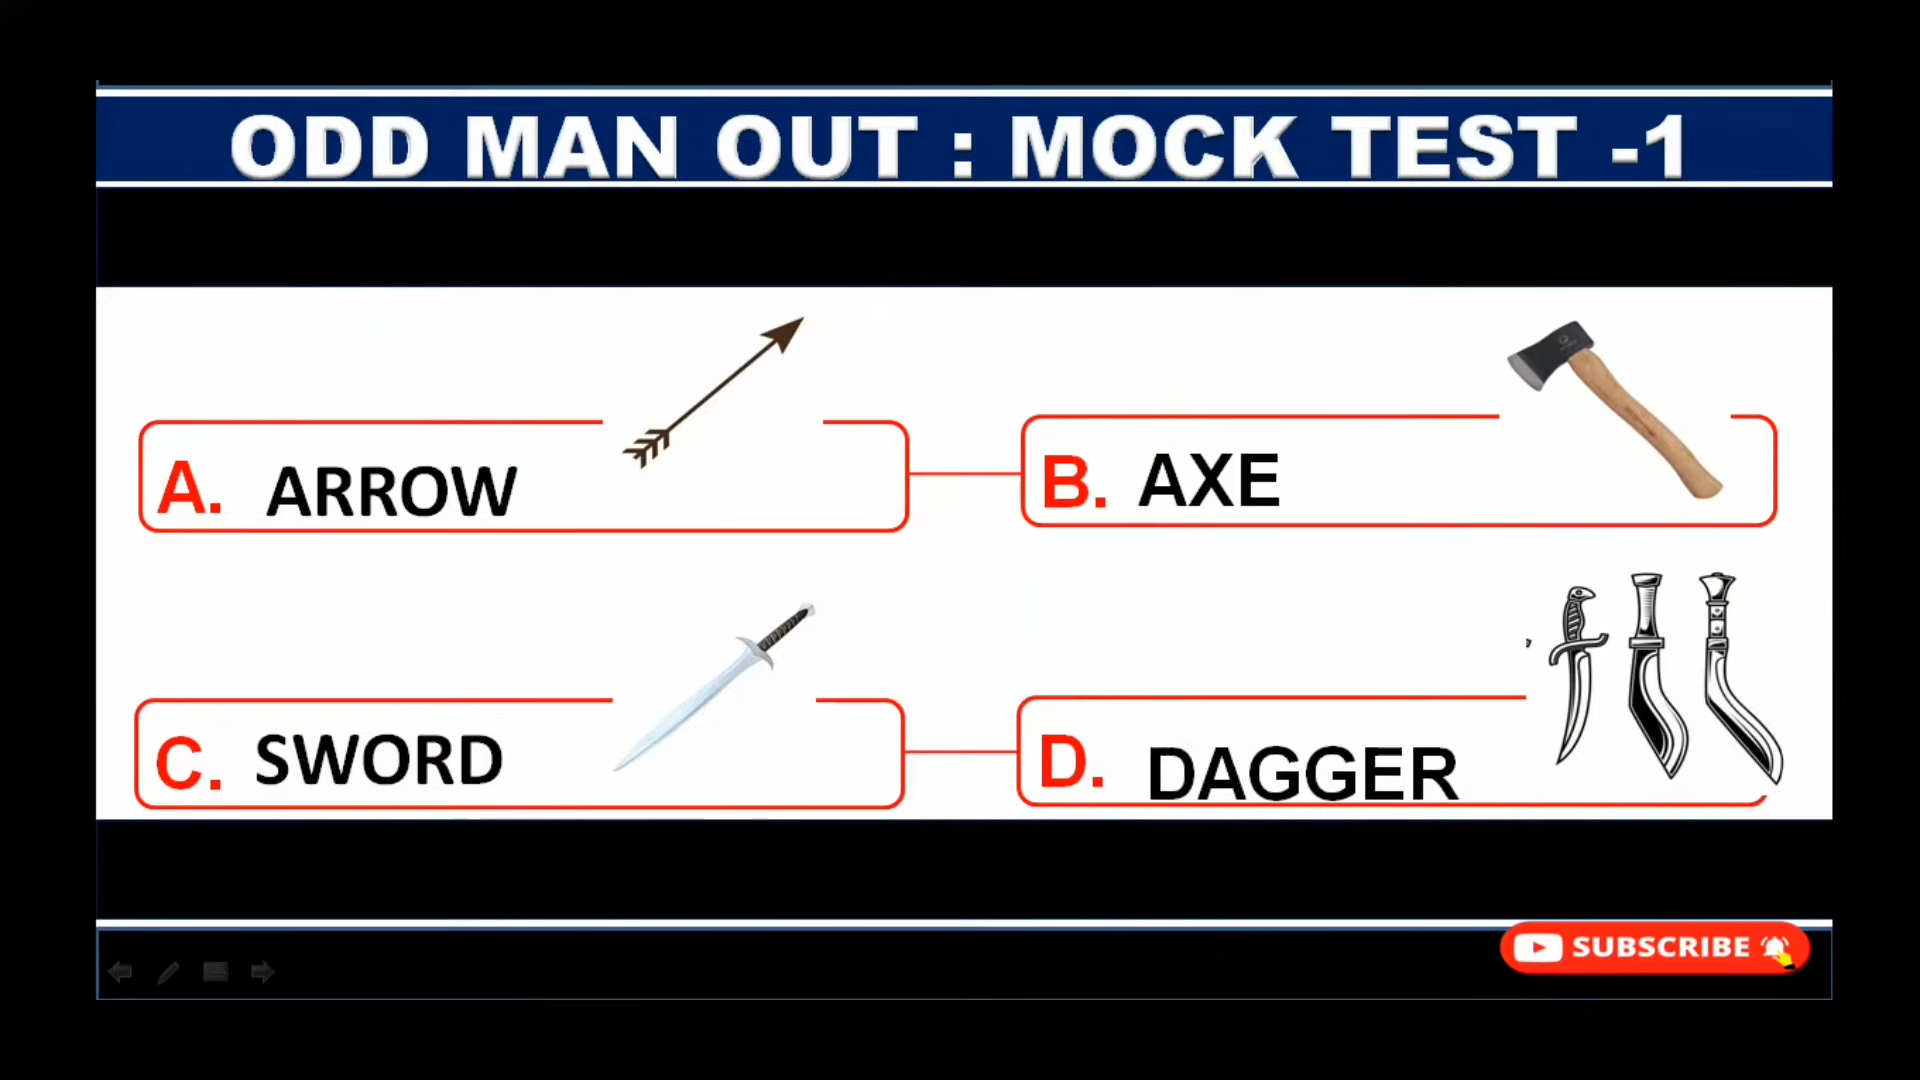 ODD MAN OUT : MOCK TEST -1
A. ARROW
B. AXE
C. SWORD
D. DAGGER
SUBSCRIBE